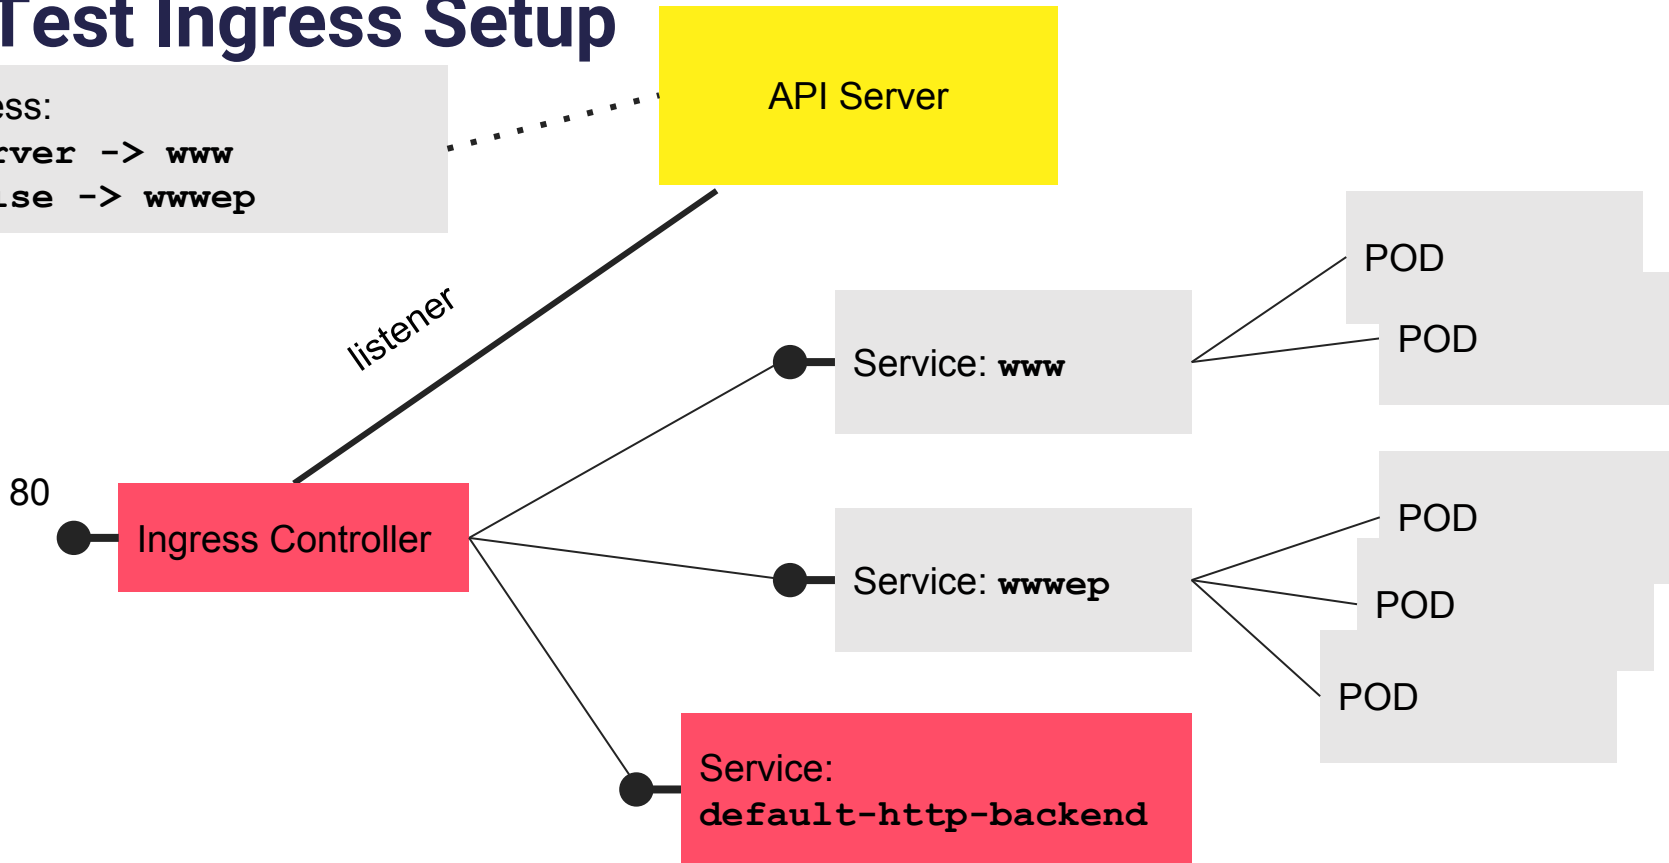 Test Ingress Setup
API Server
ess:
rver -> www
ise -> wwwep
listener
POD
POD
Service: www
80
Ingress Controller
POD
Service: wwwep
POD
POD
Service:
default-http-backend